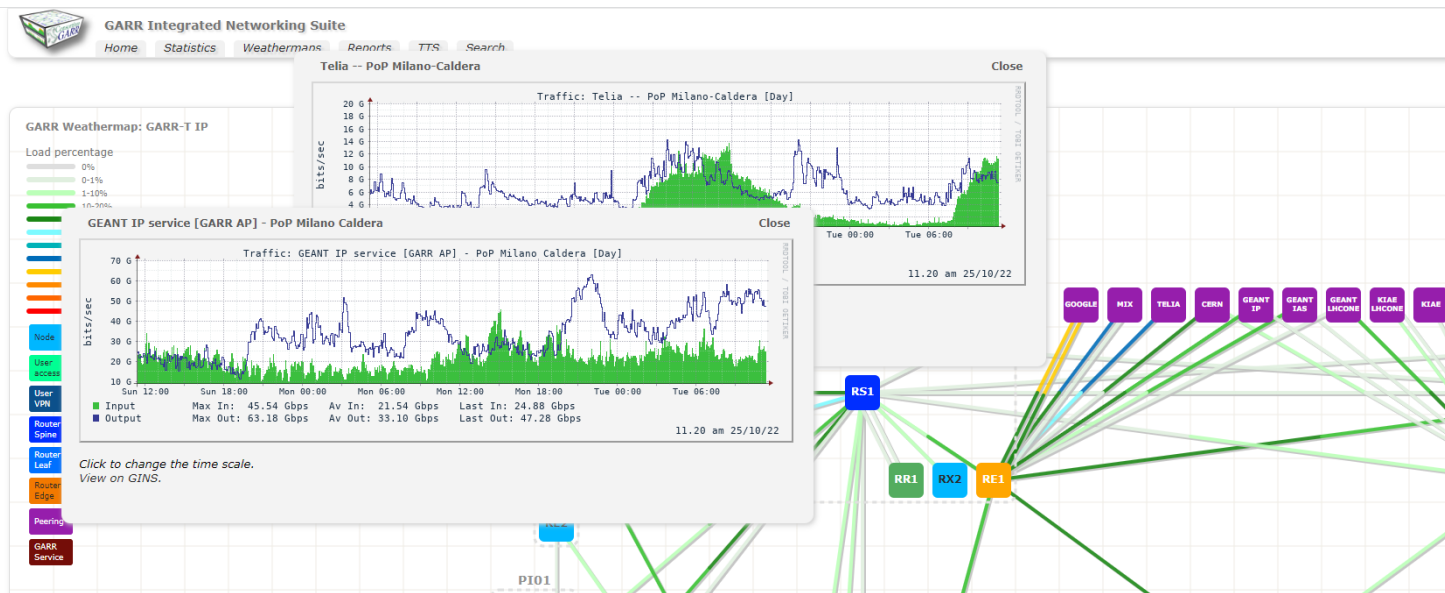 GARR
GARR Integrated Networking Suite
Home Statistics Weathermaps Reports TTS Search
Telia -- PoP Milano-Caldera Close
Traffic: Telia -- PoP Milano-Caldera [Day]
RRDTOOL / TOBI OETIKER
bits/sec
20 G
18 G
16 G
14 G
12 G
10 G
8 G
6 G
4 G
Tue 00:00 Tue 06:00
11.20 am 25/10/22
GARR Weathermap: GARR-T IP
Load percentage
0%
0-1%
1-10%
10-20%
GEANT IP service [GARR AP] - PoP Milano Caldera Close
Traffic: GEANT IP service [GARR AP] - PoP Milano Caldera [Day]
RRDTOOL / TOBI OETIKER
bits/sec
70 G
60 G
50 G
40 G
30 G
20 G
10 G
Sun 12:00 Sun 18:00 Mon 00:00 Mon 06:00 Mon 12:00 Mon 18:00 Tue 00:00 Tue 06:00
Input Max In: 45.54 Gbps Av In: 21.54 Gbps Last In: 24.88 Gbps
Output Max Out: 63.18 Gbps Av Out: 33.10 Gbps Last Out: 47.28 Gbps
11.20 am 25/10/22
Click to change the time scale.
View on GINS.
Node
User
access
User
VPN
Router
Spine
Router
Leaf
Router
Edge
Peering
GARR
Service
GOOGLE
MIX
TELIA
CERN
GEANT
IP
GEANT
IAS
GEANT
LHCONE
KIAE
LHCONE
KIAE
RS1
RR1
RX2
RE1
PI01